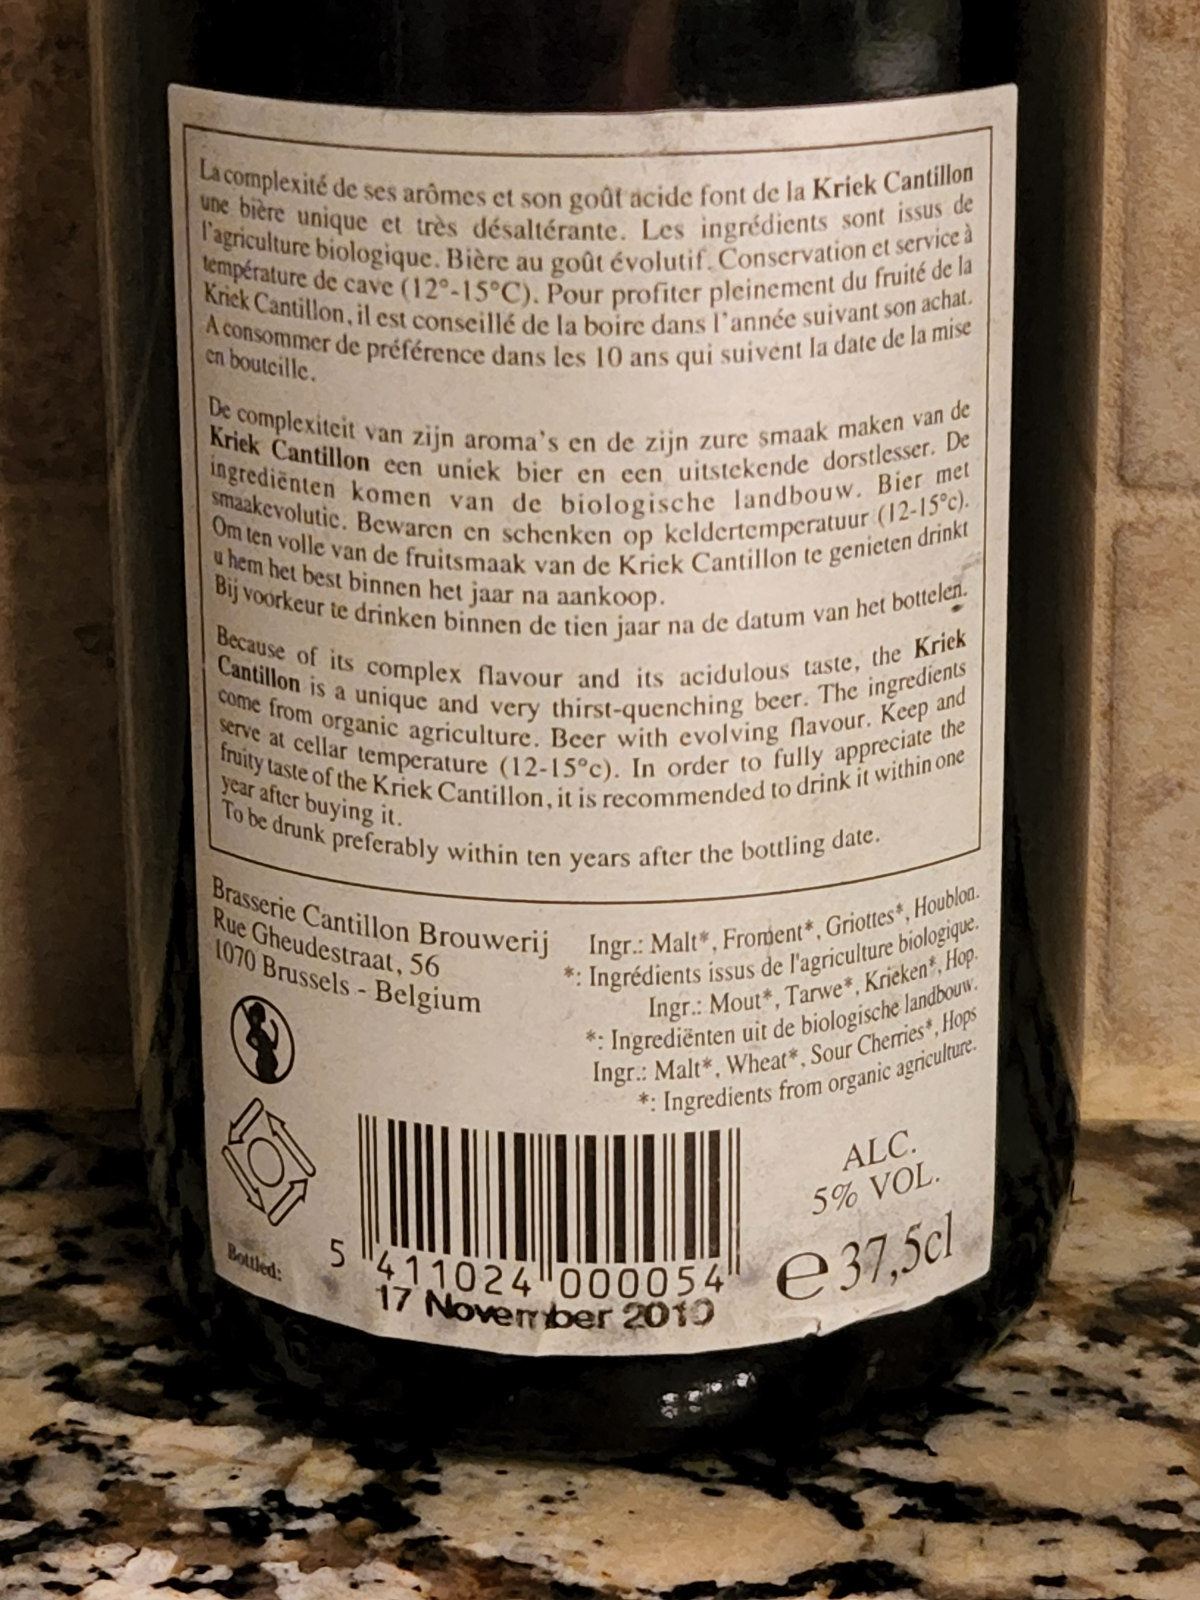 La complexité de ses arômes et son goût acide font de la Kriek Cantillon
une bière unique et très désaltérante. Les ingrédients sont issus de
l'agriculture biologique. Bière au goût évolutif. Conservation et service à
température de cave (12°-15°C). Pour profiter pleinement du fruité de la
Kriek Cantillon, il est conseillé de la boire dans l'année suivant son achat.
A consommer de préférence dans les 10 ans qui suivent la date de la mise
en bouteille.
De complexiteit van zijn aroma's en de zijn zure smaak maken van de
Kriek Cantillon een uniek bier en een uitstekende dorstlesser. De
ingrediënten komen van de biologische landbouw. Bier met
smaakevolutie. Bewaren en schenken op keldertemperatuur (12-15°c).
Om ten volle van de fruitsmaak van de Kriek Cantillon te genieten drinkt
u hem het best binnen het jaar na aankoop.
Bij voorkeur te drinken binnen de tien jaar na de datum van het bottelen.
Because of its complex flavour and its acidulous taste, the Kriek
Cantillon is a unique and very thirst-quenching beer. The ingredients
come from organic agriculture. Beer with evolving flavour. Keep and
serve at cellar temperature (12-15°c). In order to fully appreciate the
fruity taste of the Kriek Cantillon, it is recommended to drink it within one
year after buying it.
To be drunk preferably within ten years after the bottling date.
Brasserie Cantillon Brouwerij
Rue Gheudestraat, 56
1070 Brussels - Belgium
Ingr.: Malt*, Froment*, Griottes*, Houblon.
*: Ingrédients issus de l'agriculture biologique.
Ingr.: Mout*, Tarwe*, Krieken*, Hop.
*: Ingrediënten uit de biologische landbouw.
Ingr.: Malt*, Wheat*, Sour Cherries*, Hops
*: Ingredients from organic agriculture.
ALC.
5% VOL.
e 37,5cl
5 411024 000054
Bottled:
17 November 2010